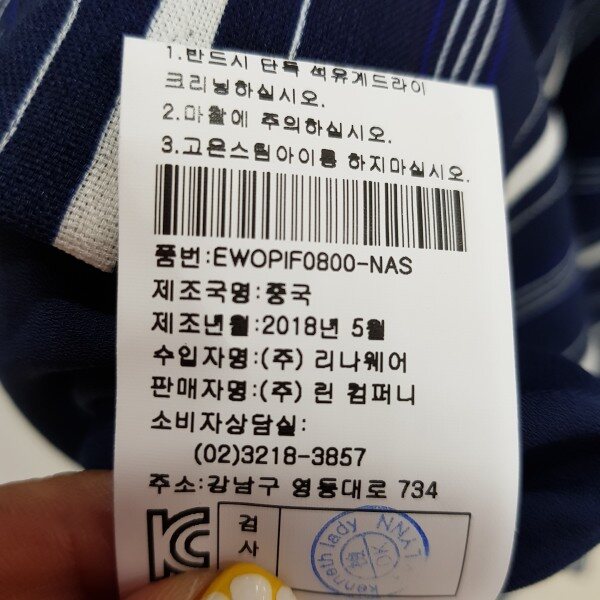 1.반드시 단독 석유계드라이
크리닝하십시오.
2.마찰에 주의하십시오.
3.고온스팀아이롱 하지마십시오.
품번:EWOPIF0800-NAS
제조국명:중국
제조년월:2018년 5월
수입자명:(주) 리나웨어
판매자명:(주) 린 컴퍼니
소비자상담실:
(02)3218-3857
주소:강남구 영동대로 734
KC
검
사
LYNN
kenneth lady